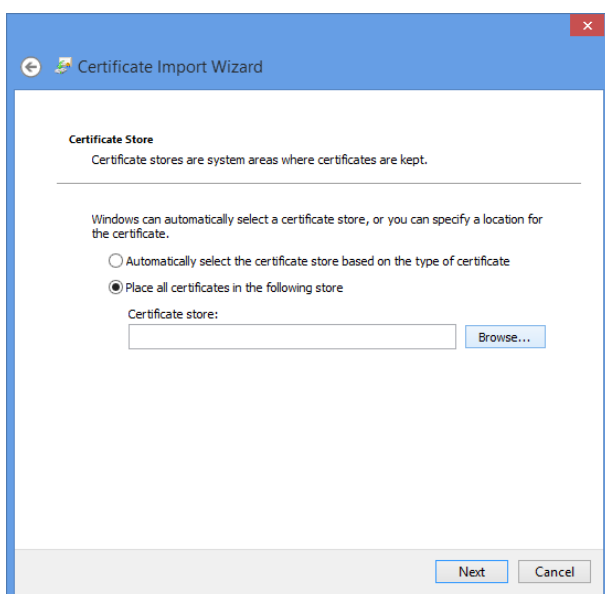 Certificate Import Wizard
Certificate Store
Certificate stores are system areas where certificates are kept.
Windows can automatically select a certificate store, or you can specify a location for
the certificate.
Automatically select the certificate store based on the type of certificate
Place all certificates in the following store
Certificate store:
Browse...
Next
Cancel